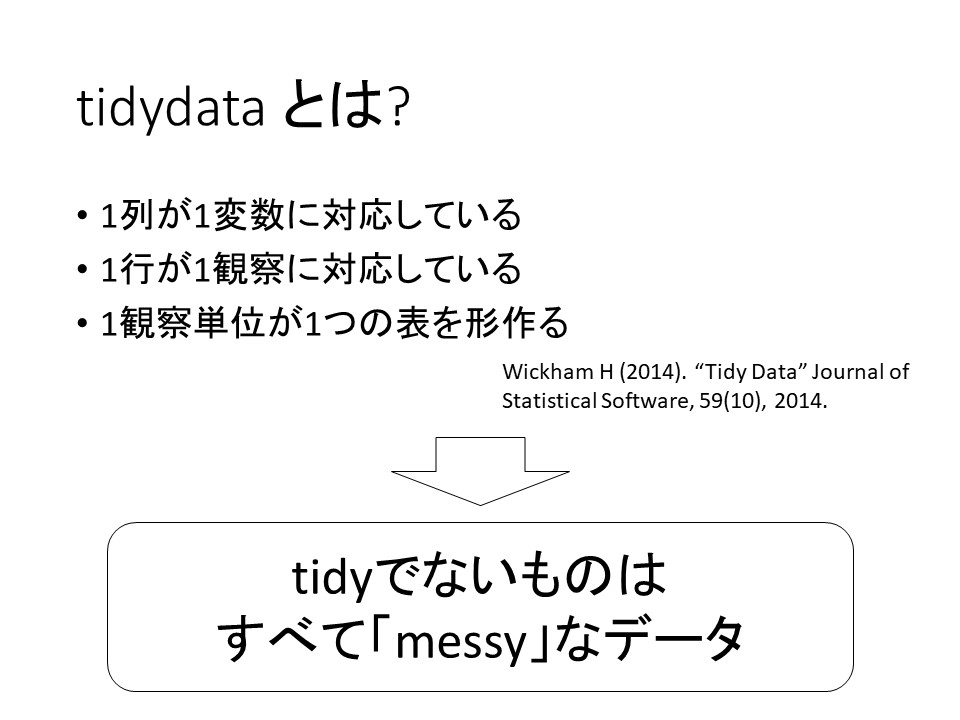 tidydata とは?
• 1列が1変数に対応している
• 1行が1観察に対応している
• 1観察単位が1つの表を形作る
Wickham H (2014). “Tidy Data” Journal of
Statistical Software, 59(10), 2014.
tidyでないものは
すべて「messy」なデータ